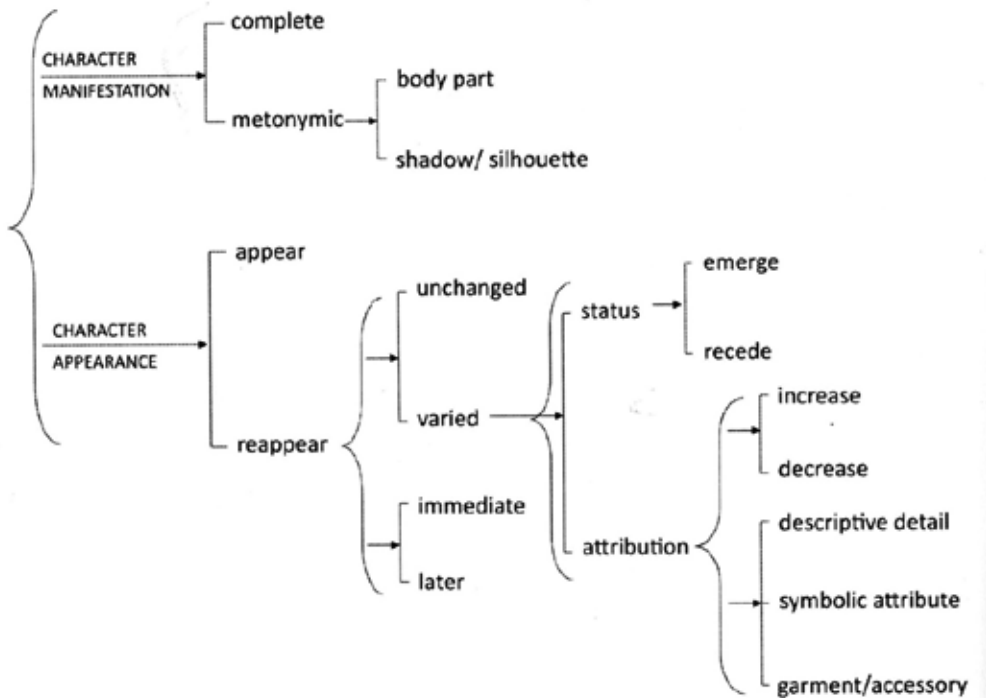 complete
CHARACTER
MANIFESTATION
body part
metonymic
shadow/ silhouette
appear
emerge
unchanged
status
CHARACTER
APPEARANCE
recede
increase
varied
reappear
decrease
immediate
descriptive detail
attribution
later
symbolic attribute
garment/accessory